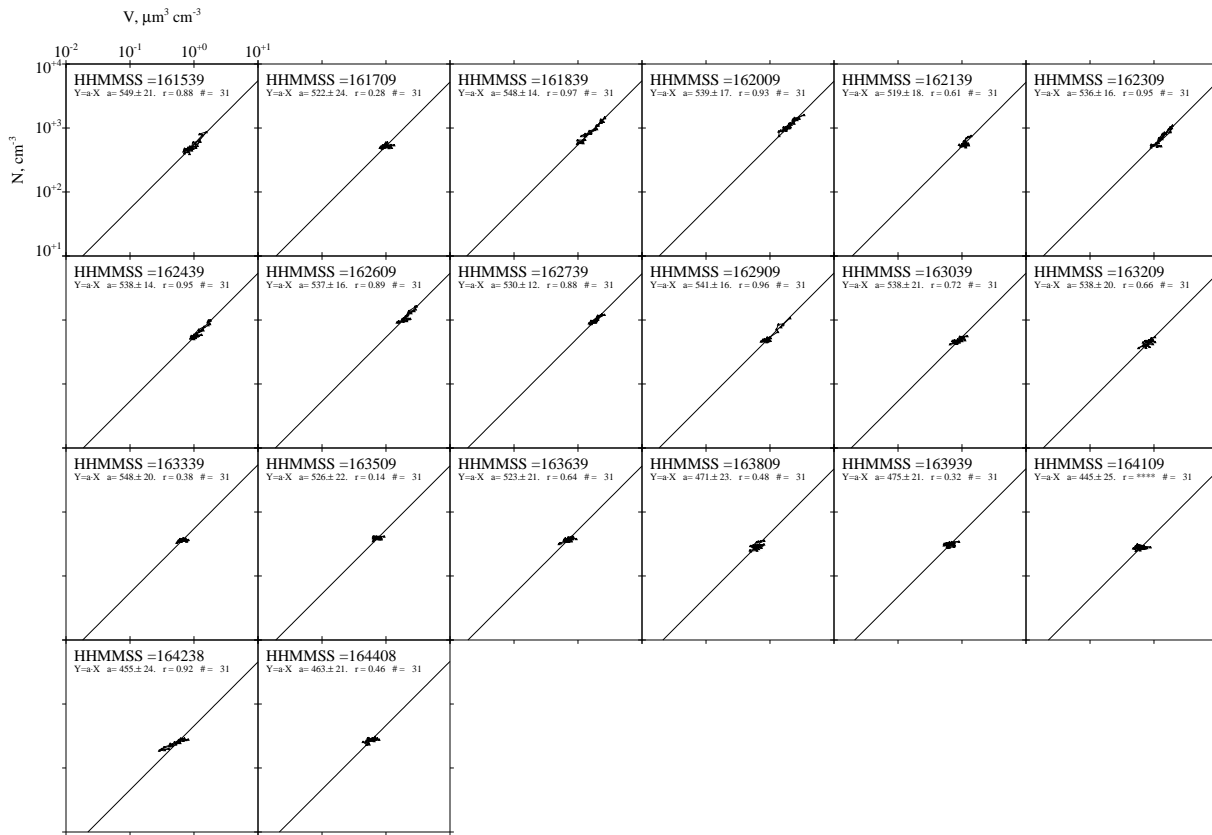 V, μm³ cm⁻³
10⁻² 10⁻¹ 10⁺⁰ 10⁺¹
N, cm⁻³
10⁺⁴
10⁺³
10⁺²
10⁺¹
HHMMSS =161539
Y=a·X a= 549.± 21. r = 0.88 # = 31
HHMMSS =161709
Y=a·X a= 522.± 24. r = 0.28 # = 31
HHMMSS =161839
Y=a·X a= 548.± 14. r = 0.97 # = 31
HHMMSS =162009
Y=a·X a= 539.± 17. r = 0.93 # = 31
HHMMSS =162139
Y=a·X a= 519.± 18. r = 0.61 # = 31
HHMMSS =162309
Y=a·X a= 536.± 16. r = 0.95 # = 31
HHMMSS =162439
Y=a·X a= 538.± 14. r = 0.95 # = 31
HHMMSS =162609
Y=a·X a= 537.± 16. r = 0.89 # = 31
HHMMSS =162739
Y=a·X a= 530.± 12. r = 0.88 # = 31
HHMMSS =162909
Y=a·X a= 541.± 16. r = 0.96 # = 31
HHMMSS =163039
Y=a·X a= 538.± 21. r = 0.72 # = 31
HHMMSS =163209
Y=a·X a= 538.± 20. r = 0.66 # = 31
HHMMSS =163339
Y=a·X a= 548.± 20. r = 0.38 # = 31
HHMMSS =163509
Y=a·X a= 526.± 22. r = 0.14 # = 31
HHMMSS =163639
Y=a·X a= 523.± 21. r = 0.64 # = 31
HHMMSS =163809
Y=a·X a= 471.± 23. r = 0.48 # = 31
HHMMSS =163939
Y=a·X a= 475.± 21. r = 0.32 # = 31
HHMMSS =164109
Y=a·X a= 445.± 25. r = **** # = 31
HHMMSS =164238
Y=a·X a= 455.± 24. r = 0.92 # = 31
HHMMSS =164408
Y=a·X a= 463.± 21. r = 0.46 # = 31